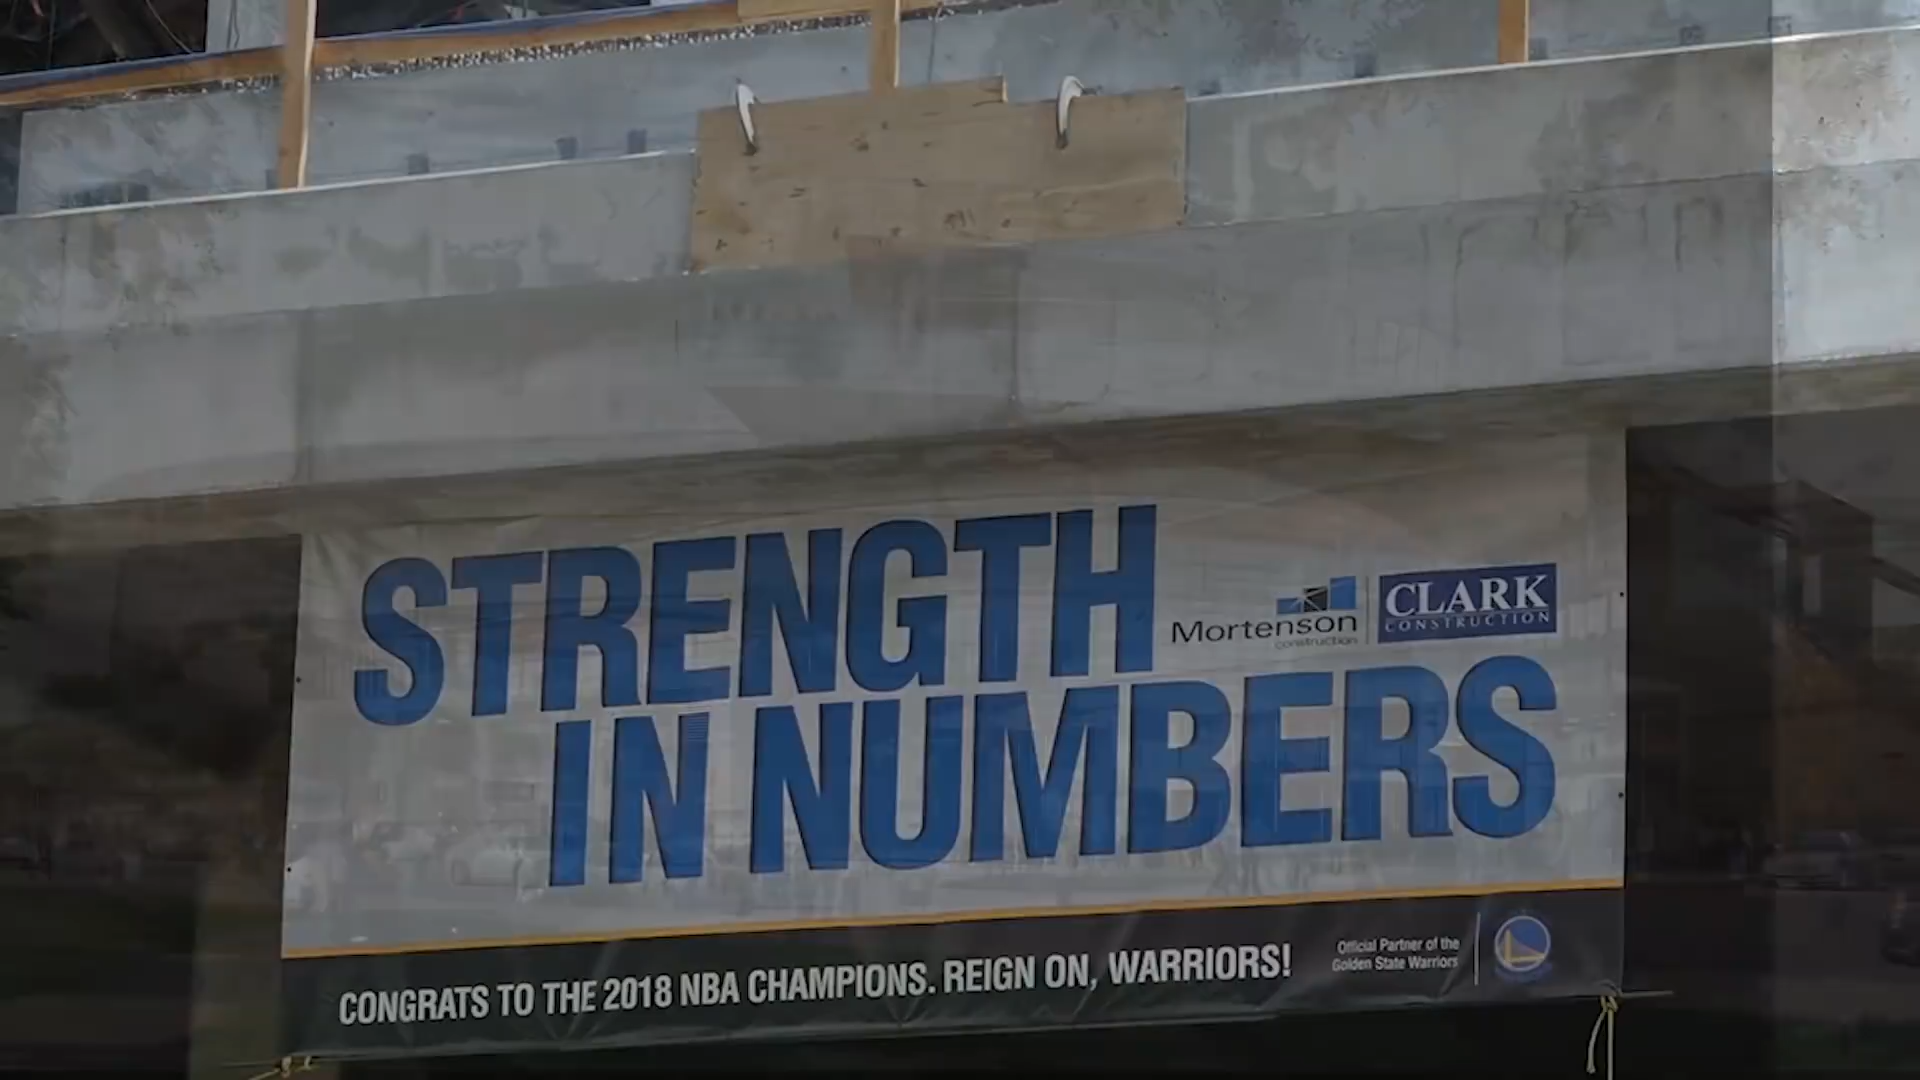 STRENGTH
IN NUMBERS
Mortenson
construction
CLARK
CONSTRUCTION
CONGRATS TO THE 2018 NBA CHAMPIONS. REIGN ON, WARRIORS!
Official Partner of the
Golden State Warriors